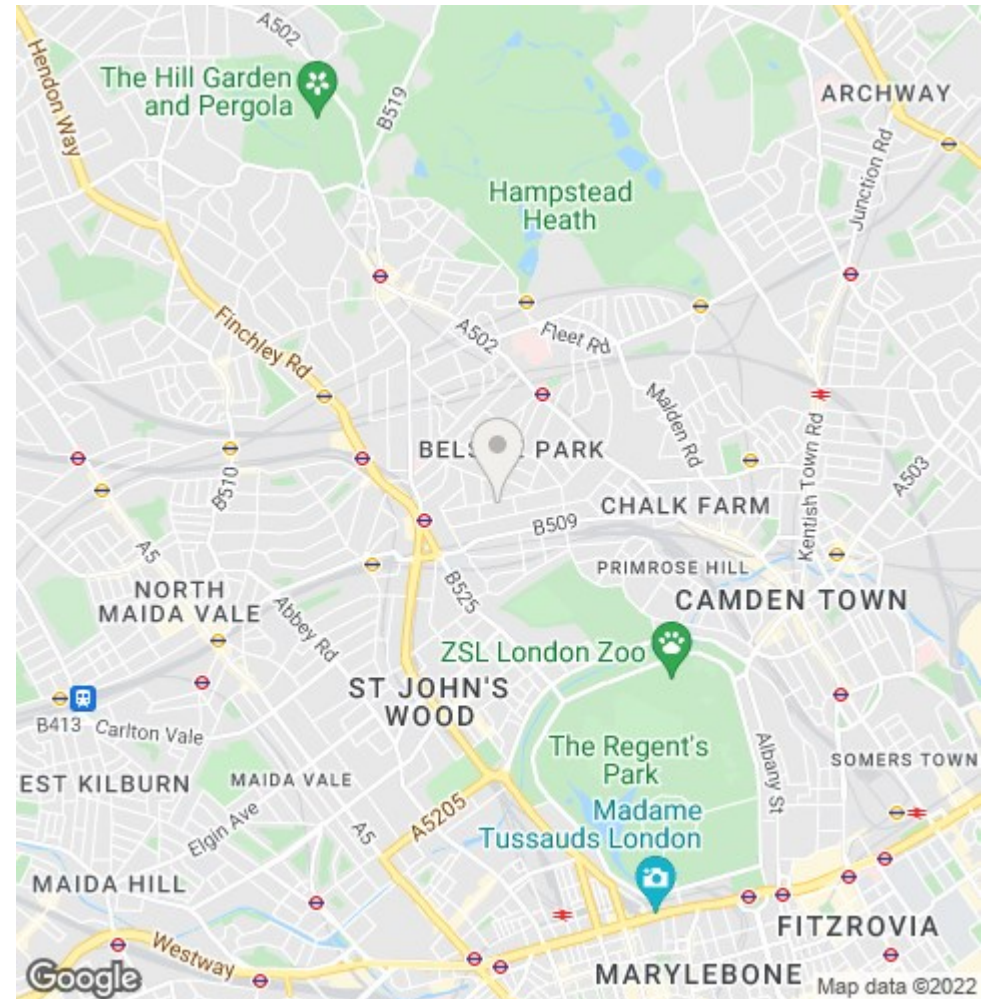 A502
Hendon Way
The Hill Garden
and Pergola
B519
ARCHWAY
Junction Rd
Hampstead
Heath
Finchley Rd
A502
Fleet Rd
Malden Rd
BELS E PARK
B510
A503
Kentish Town Rd
CHALK FARM
B509
A5
PRIMROSE HILL
NORTH
MAIDA VALE
Abbey Rd
B525
CAMDEN TOWN
ZSL London Zoo
ST JOHN'S
WOOD
B413
Carlton Vale
The Regent's
Park
Albany St
SOMERS TOWN
EST KILBURN
MAIDA VALE
Elgin Ave
A5
A5205
Madame
Tussauds London
MAIDA HILL
FITZROVIA
Westway
MARYLEBONE
Google
Map data ©2022